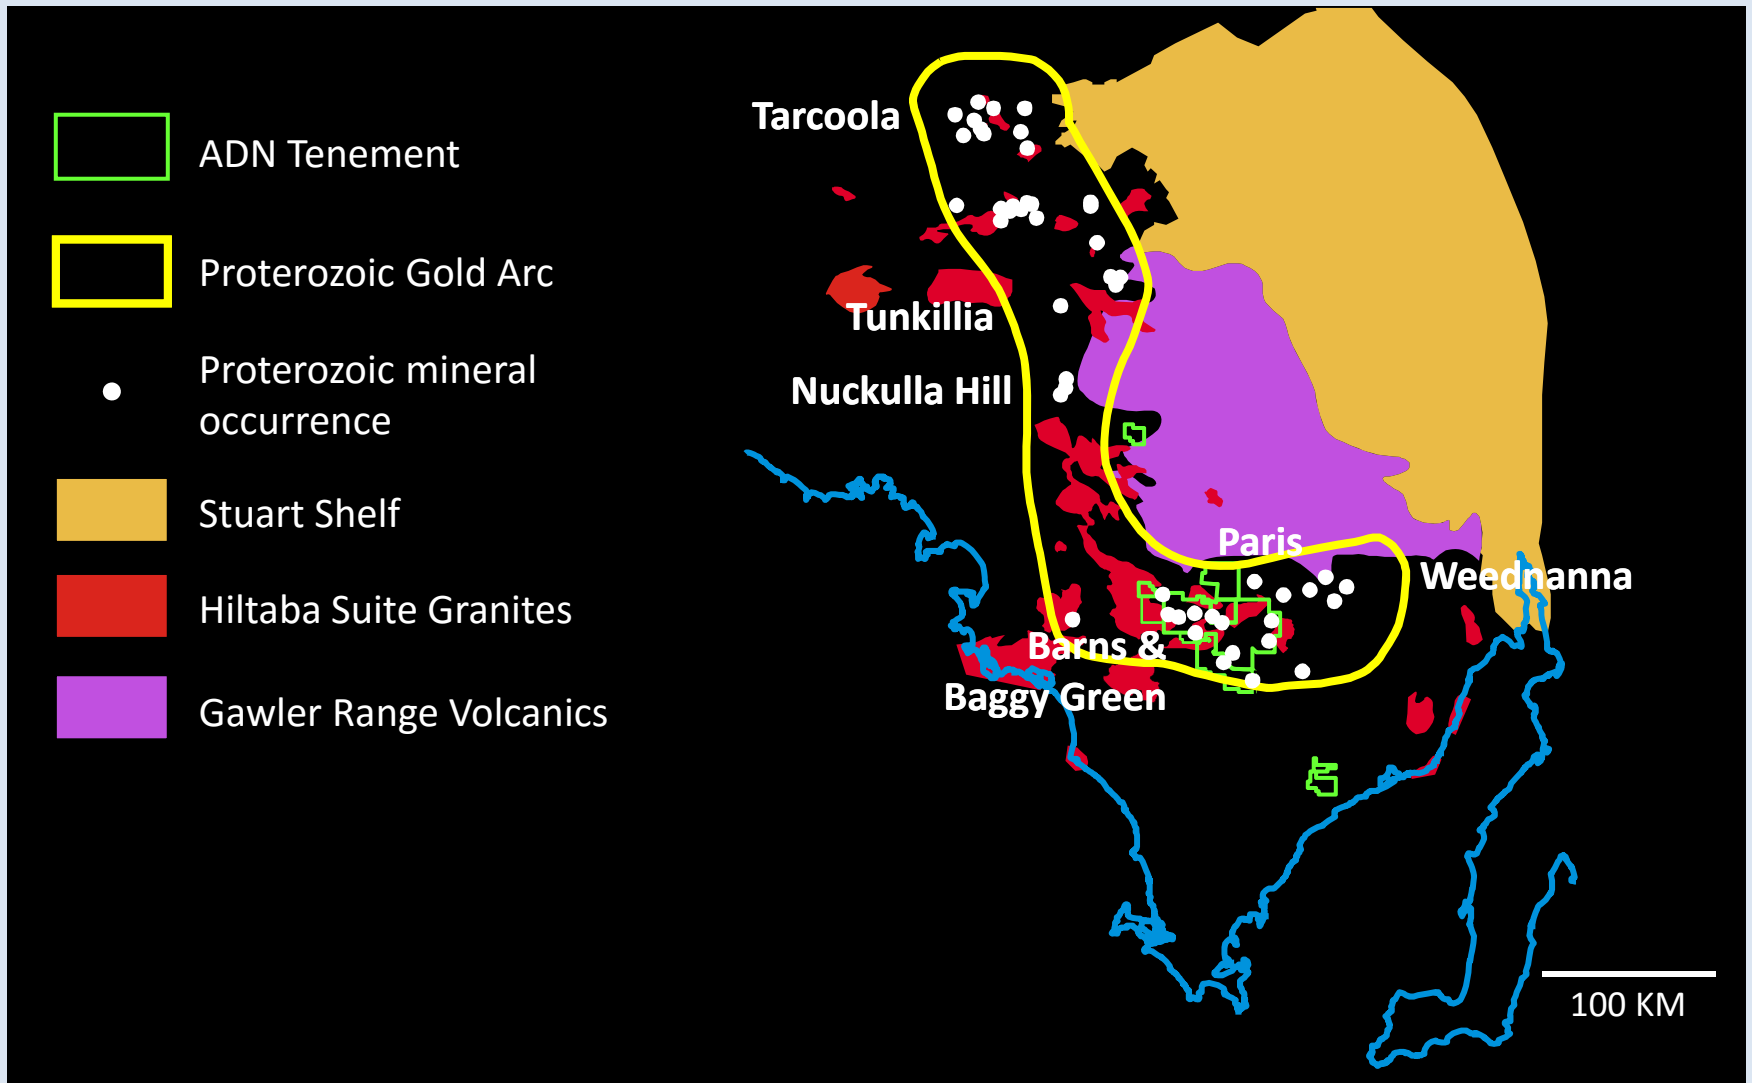 ADN Tenement
Proterozoic Gold Arc
Proterozoic mineral
occurrence
Stuart Shelf
Hiltaba Suite Granites
Gawler Range Volcanics
Tarcoola
Tunkillia
Nuckulla Hill
Paris
Weednanna
Barns &
Baggy Green
100 KM